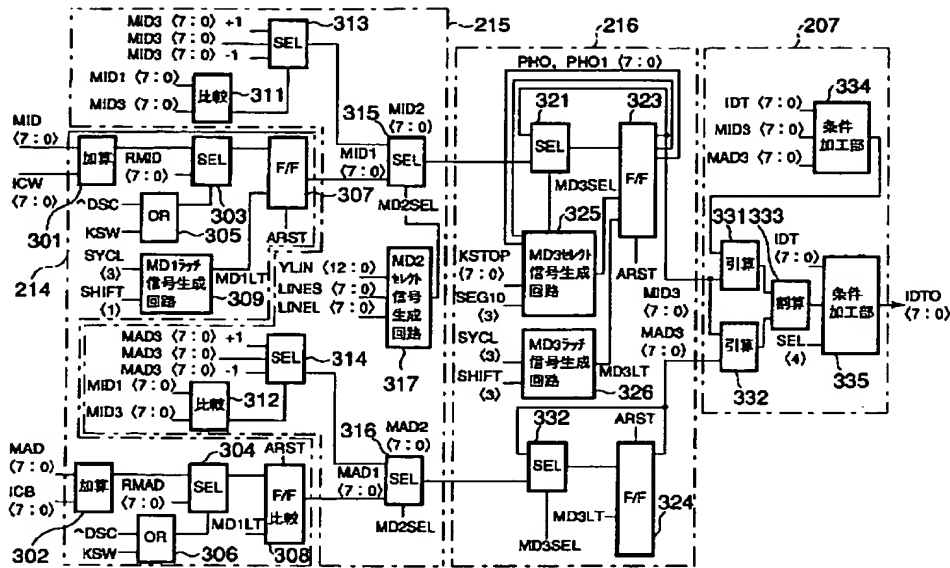 313
215
MID3 (7:0) +1
MID3 (7:0)
MID3 (7:0) -1
SEL
MID1 (7:0)
MID3 (7:0)
比較
311
MID
(7:0)
加算
ICW
(7:0)
301
RMID
(7:0)
SEL
303
F/F
307
MID1
(7:0)
~DSC
KSW
OR
305
ARST
SYCL
(3)
SHIFT
(1)
MD1ラッチ
信号生成
回路
309
MD1LT
214
315
MID2
(7:0)
SEL
MD2SEL
YLIN (12:0)
LINES (7:0)
LINEL (7:0)
MD2
セレクト
信号
生成
回路
317
MAD3 (7:0) +1
MAD3 (7:0)
MAD3 (7:0) -1
SEL
314
MID1
(7:0)
MID3
(7:0)
比較
312
MAD
(7:0)
加算
ICB
(7:0)
302
304
RMAD
(7:0)
SEL
ARST
F/F
比較
308
MD1LT
~DSC
KSW
OR
306
316
MAD2
(7:0)
MAD1
(7:0)
SEL
MD2SEL
216
PHO, PHO1 (7:0)
321
SEL
323
F/F
MD3SEL
325
MD3セレクト
信号生成
回路
KSTOP
(7:0)
SEG10
(3)
ARST
SYCL
(3)
SHIFT
(3)
MD3ラッチ
信号生成
回路
MD3LT
326
MID3
(7:0)
MAD3
(7:0)
332
SEL
MD3SEL
ARST
F/F
MD3LT
324
207
334
IDT
(7:0)
MID3
(7:0)
MAD3
(7:0)
条件
加工部
331
引算
333
割算
引算
332
IDT
(7:0)
SEL
(4)
条件
加工部
335
IDTO
(7:0)